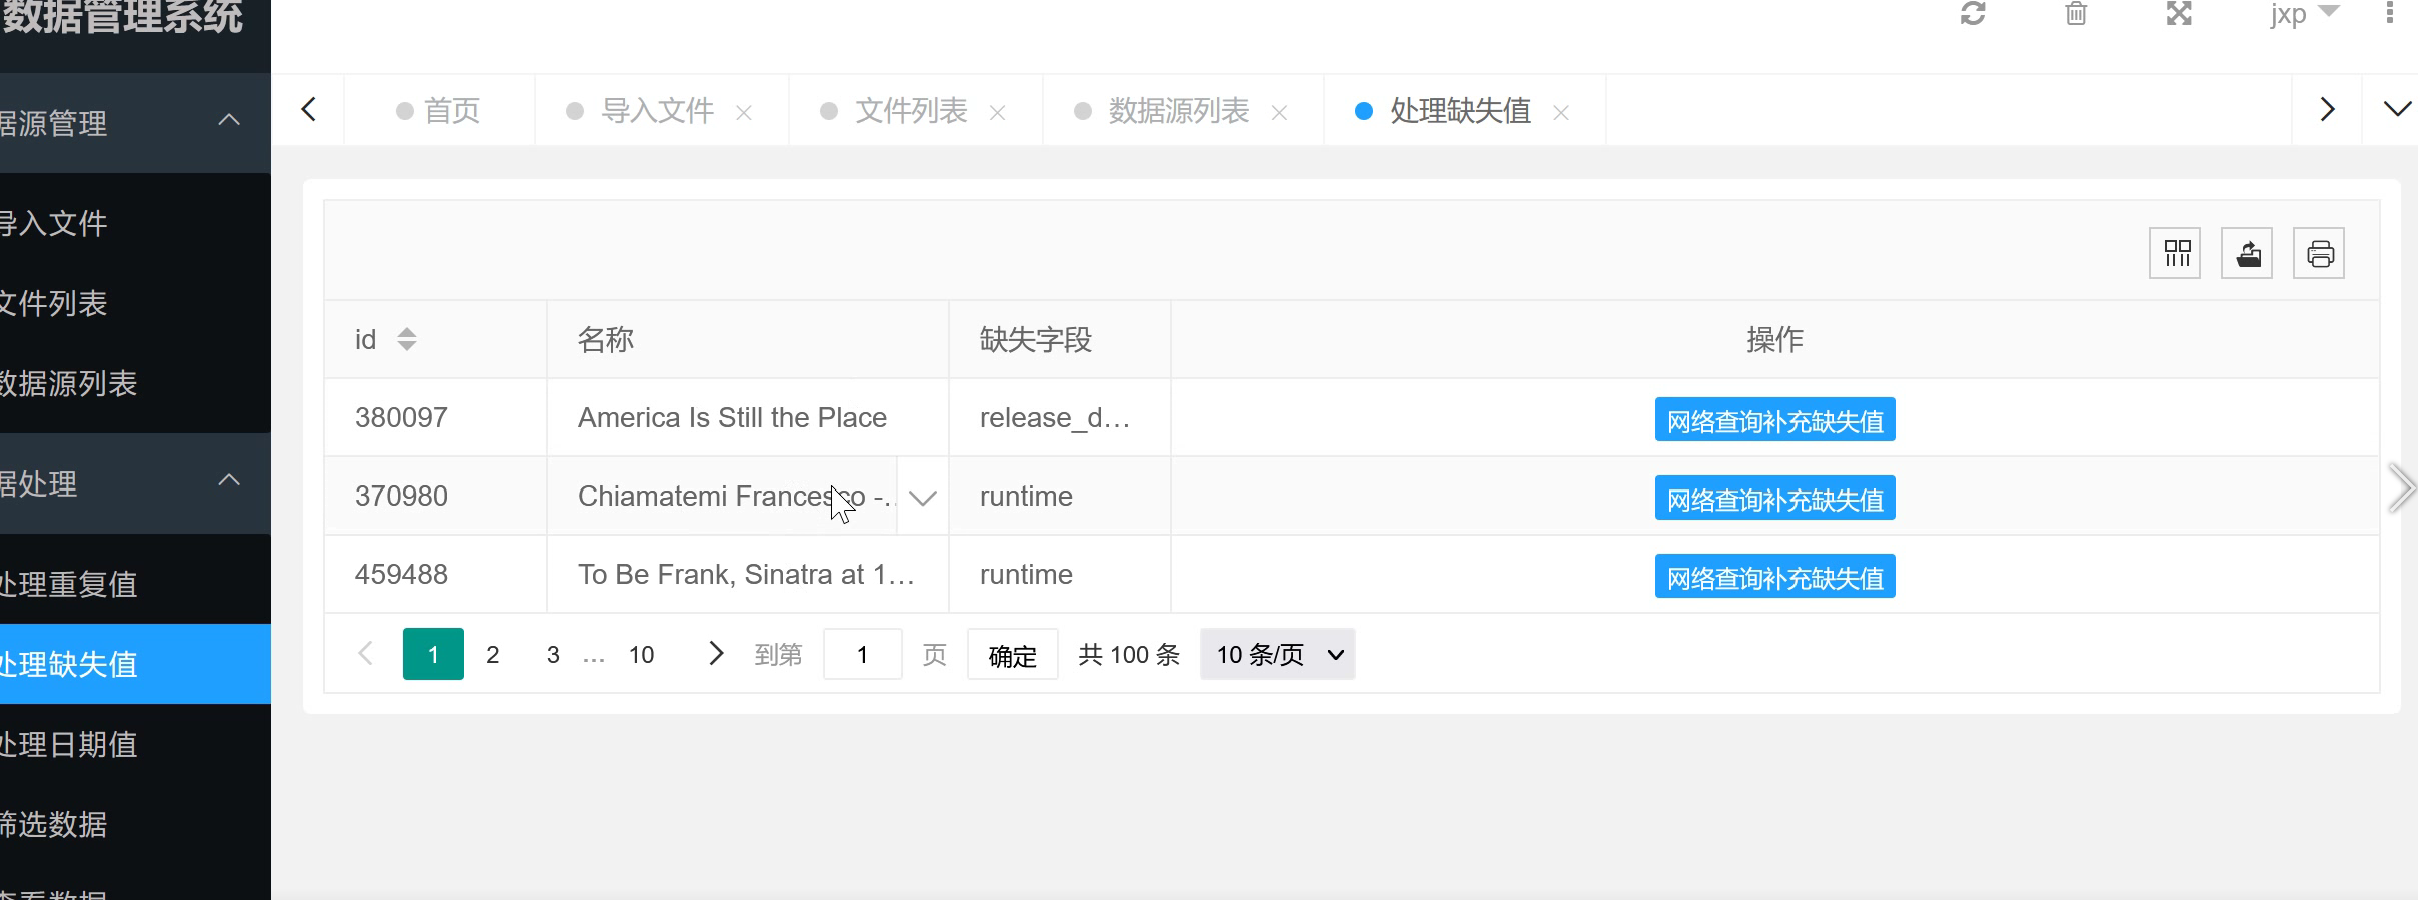 数据管理系统
jxp
据源管理
导入文件
文件列表
数据源列表
据处理
处理重复值
处理缺失值
处理日期值
筛选数据
查看数据
首页 导入文件 文件列表 数据源列表 处理缺失值
id 名称 缺失字段 操作
380097 America Is Still the Place release_d... 网络查询补充缺失值
370980 Chiamatemi Francesco -.. runtime 网络查询补充缺失值
459488 To Be Frank, Sinatra at 1... runtime 网络查询补充缺失值
1 2 3 ... 10 到第 1 页 确定 共 100 条 10 条/页